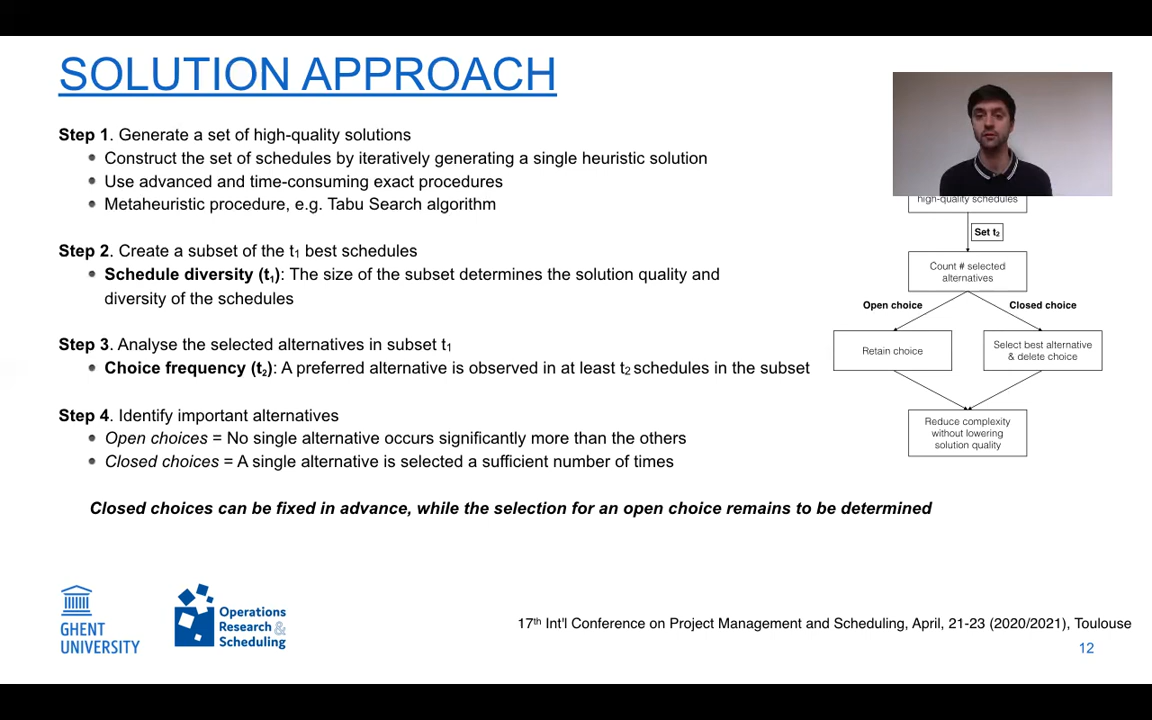 SOLUTION APPROACH
Step 1. Generate a set of high-quality solutions
Construct the set of schedules by iteratively generating a single heuristic solution
Use advanced and time-consuming exact procedures
Metaheuristic procedure, e.g. Tabu Search algorithm
Step 2. Create a subset of the t1 best schedules
Schedule diversity (t1): The size of the subset determines the solution quality and
diversity of the schedules
Step 3. Analyse the selected alternatives in subset t1
Choice frequency (t2): A preferred alternative is observed in at least t2 schedules in the subset
Step 4. Identify important alternatives
Open choices = No single alternative occurs significantly more than the others
Closed choices = A single alternative is selected a sufficient number of times
Closed choices can be fixed in advance, while the selection for an open choice remains to be determined
high-quality schedules
Set t2
Count # selected
alternatives
Open choice
Closed choice
Retain choice
Select best alternative
& delete choice
Reduce complexity
without lowering
solution quality
GHENT
UNIVERSITY
Operations
Research &
Scheduling
17th Int'l Conference on Project Management and Scheduling, April, 21-23 (2020/2021), Toulouse
12